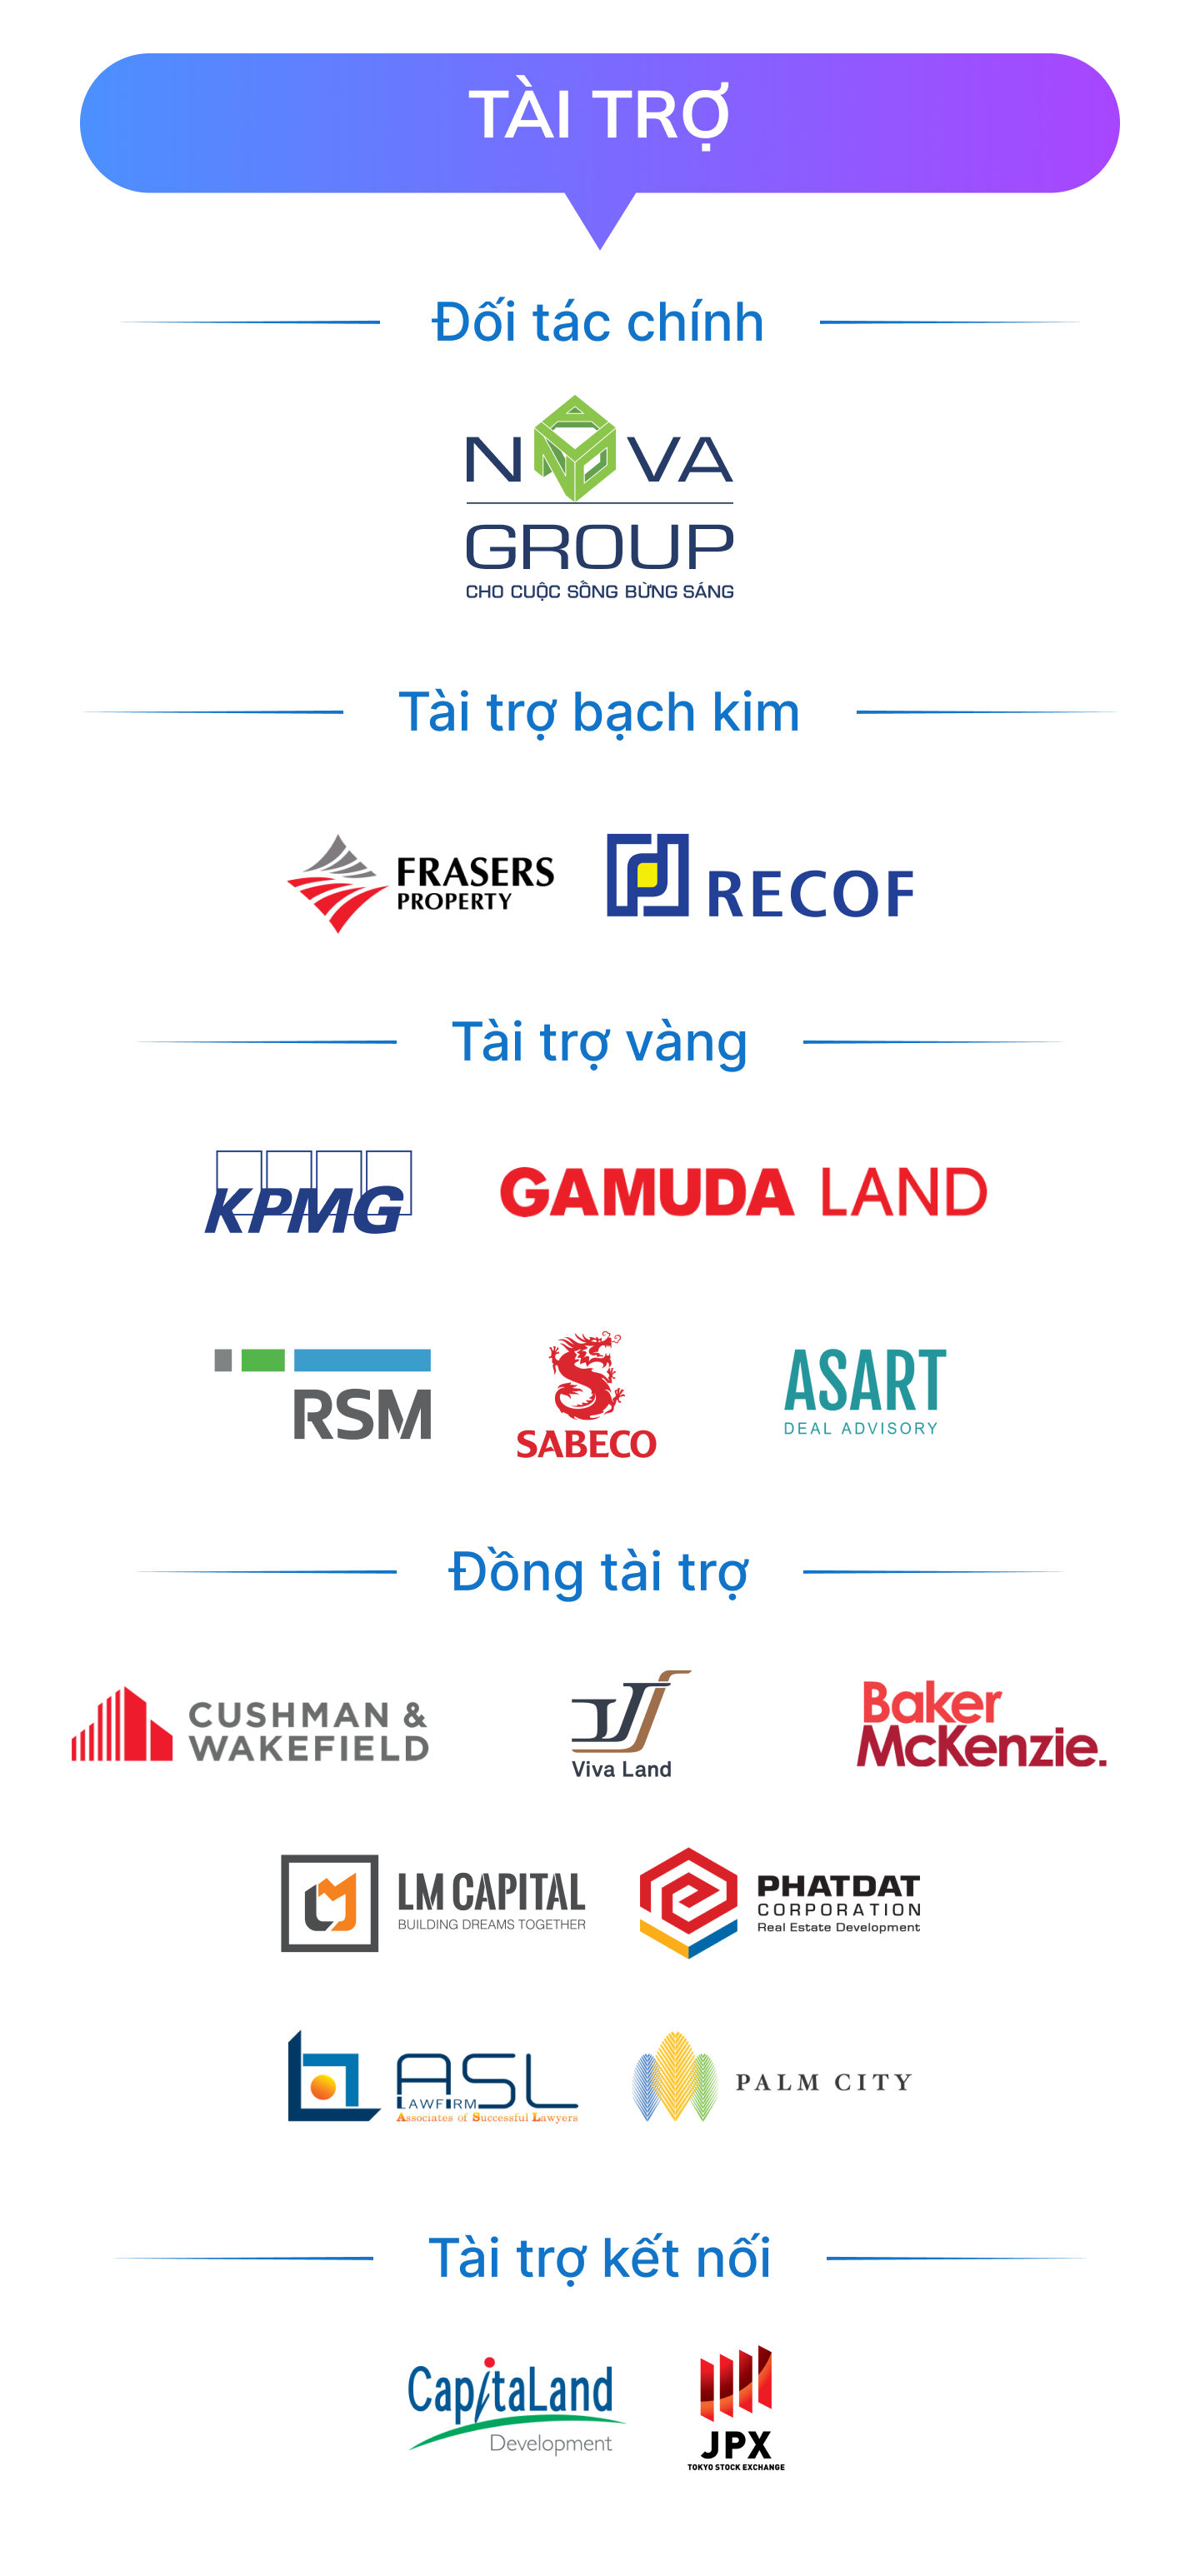 TÀI TRỢ
Đối tác chính
NOVA
GROUP
CHO CUỘC SỐNG BỪNG SÁNG
Tài trợ bạch kim
FRASERS
PROPERTY
RECOF
Tài trợ vàng
KPMG
GAMUDA LAND
RSM
SABECO
ASART
DEAL ADVISORY
Đồng tài trợ
CUSHMAN &
WAKEFIELD
Viva Land
Baker
McKenzie.
LM CAPITAL
BUILDING DREAMS TOGETHER
PHATDAT
CORPORATION
Real Estate Development
ASL
LAWFIRM
Associates of Successful Lawyers
PALM CITY
Tài trợ kết nối
CapitaLand
Development
JPX
TOKYO STOCK EXCHANGE